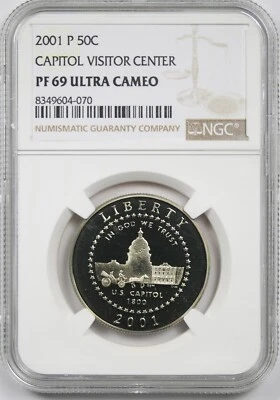 2001 P 50C
CAPITOL VISITOR CENTER
PF 69 ULTRA CAMEO
8349604-070
NUMISMATIC GUARANTY COMPANY
NGC
LIBERTY
IN GOD WE TRUST
U.S. CAPITOL
1800
2001